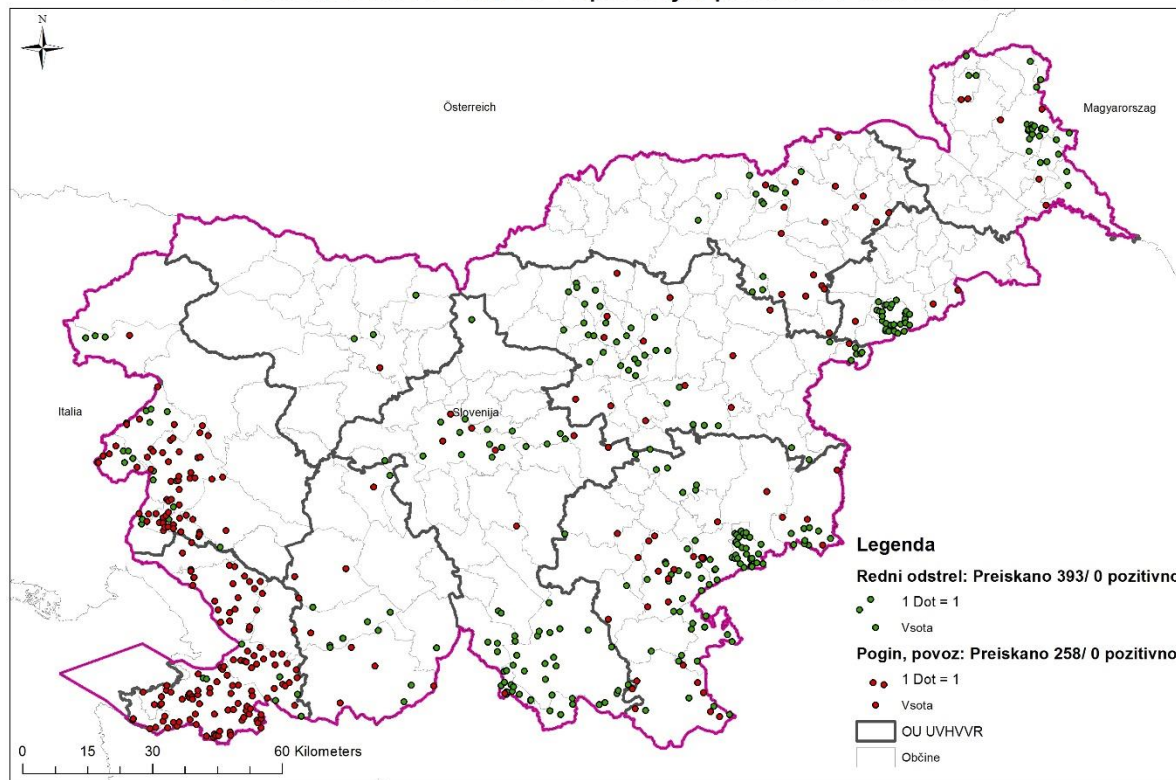 N
Österreich
Magyarorszag
Italia
Slovenija
Legenda
Redni odstrel: Preiskano 393/ 0 pozitivno
1 Dot = 1
Vsota
Pogin, povoz: Preiskano 258/ 0 pozitivno
1 Dot = 1
Vsota
OU UVHVVR
Občine
0 15 30 60 Kilometers